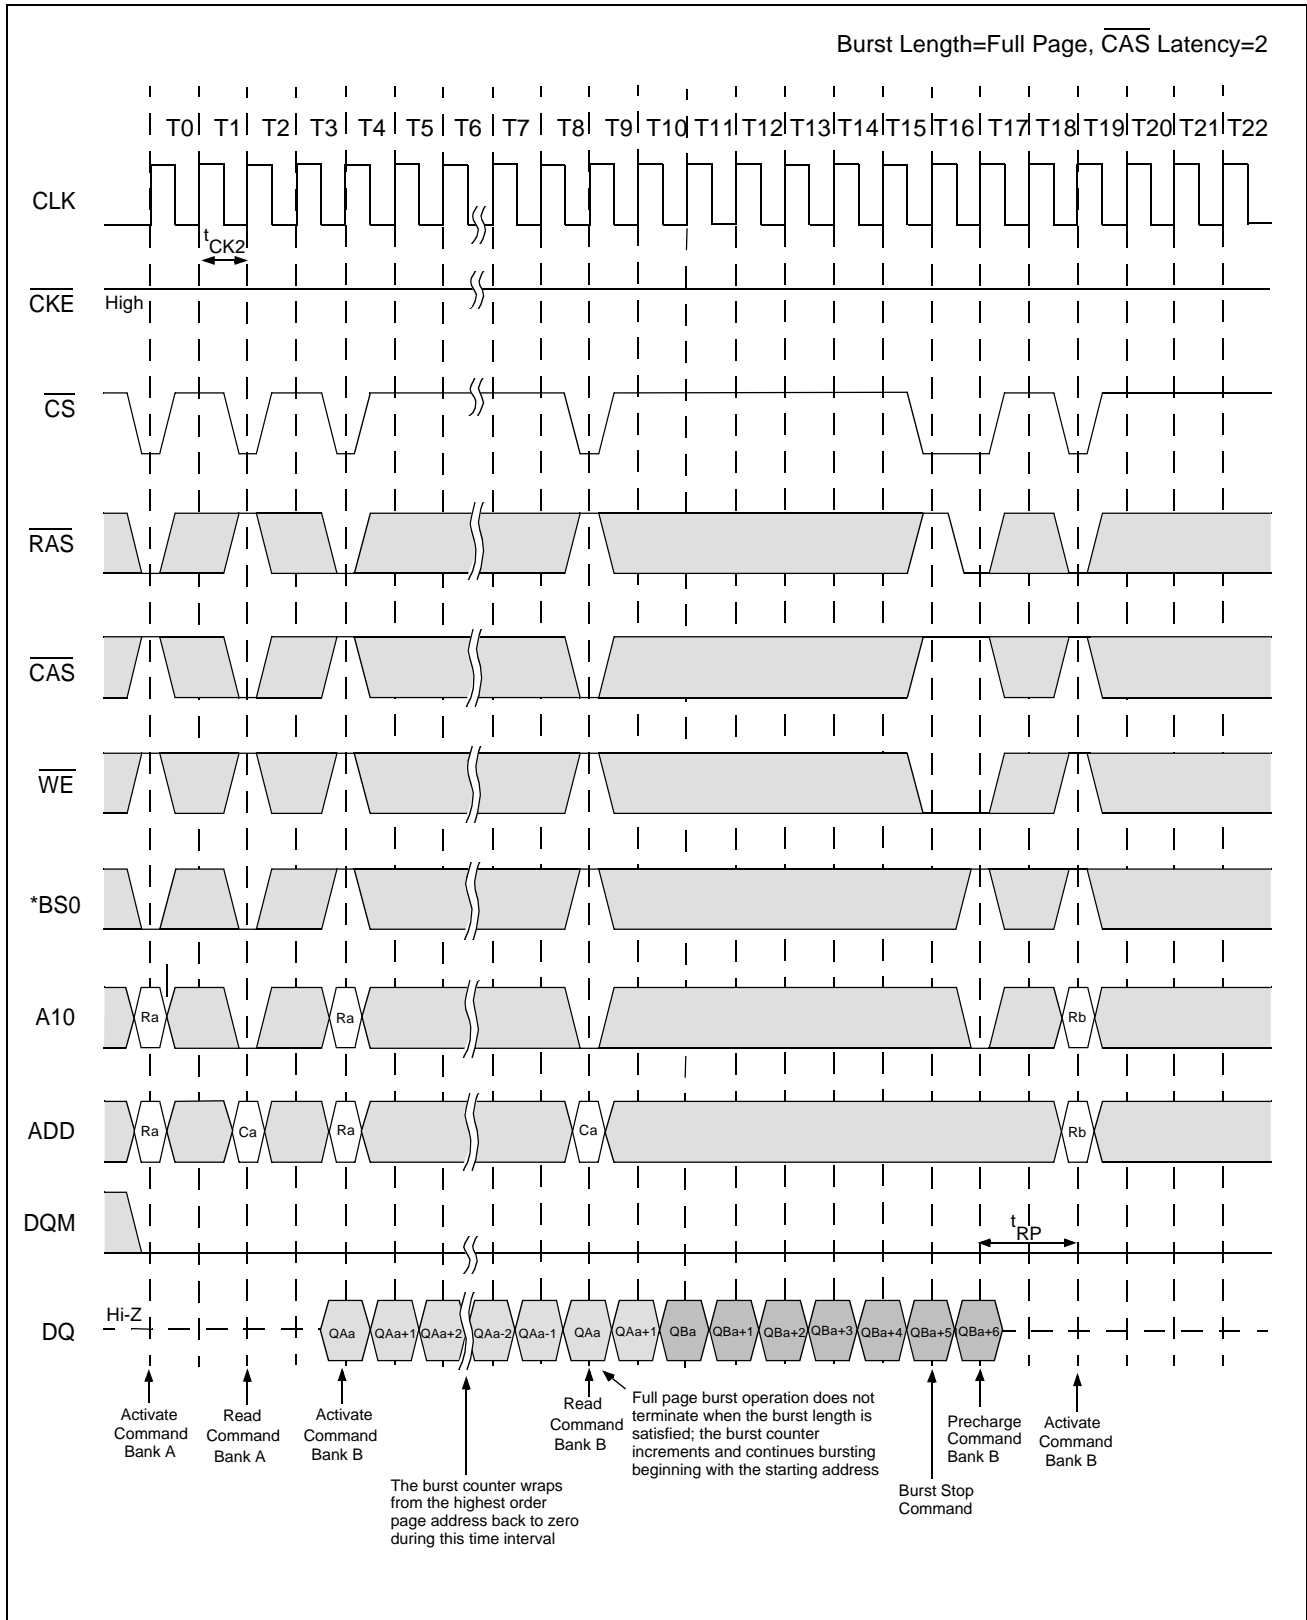 Burst Length=Full Page, CAS Latency=2
T0 T1 T2 T3 T4 T5 T6 T7 T8 T9 T10 T11 T12 T13 T14 T15 T16 T17 T18 T19 T20 T21 T22
CLK
tCK2
CKE
High
CS
RAS
CAS
WE
*BS0
A10
Ra
Ra
Rb
ADD
Ra
Ca
Ra
Ca
Rb
DQM
tRP
DQ
Hi-Z
QAa QAa+1 QAa+2 QAa-2 QAa-1 QAa QAa+1 QBa QBa+1 QBa+2 QBa+3 QBa+4 QBa+5 QBa+6
Activate
Command
Bank A
Read
Command
Bank A
Activate
Command
Bank B
The burst counter wraps
from the highest order
page address back to zero
during this time interval
Read
Command
Bank B
Full page burst operation does not
terminate when the burst length is
satisfied; the burst counter
increments and continues bursting
beginning with the starting address
Burst Stop
Command
Precharge
Command
Bank B
Activate
Command
Bank B